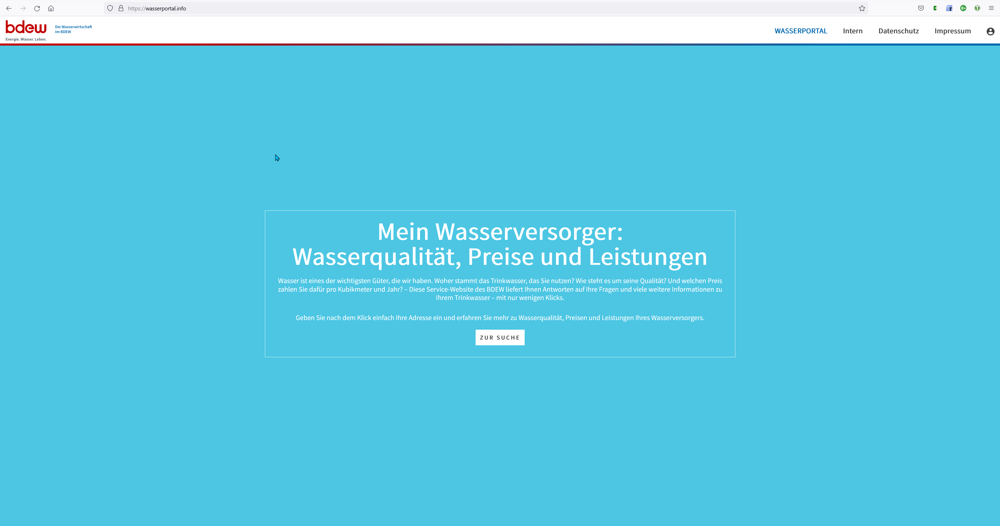 https://wasserportal.info
bdew
Energie. Wasser. Leben.
Die Wasserwirtschaft
im BDEW
WASSERPORTAL
Intern
Datenschutz
Impressum
Mein Wasserversorger:
Wasserqualität, Preise und Leistungen
Wasser ist eines der wichtigsten Güter, die wir haben. Woher stammt das Trinkwasser, das Sie nutzen? Wie steht es um seine Qualität? Und welchen Preis
zahlen Sie dafür pro Kubikmeter und Jahr? – Diese Service-Website des BDEW liefert Ihnen Antworten auf Ihre Fragen und viele weitere Informationen zu
Ihrem Trinkwasser – mit nur wenigen Klicks.
Geben Sie nach dem Klick einfach Ihre Adresse ein und erfahren Sie mehr zu Wasserqualität, Preisen und Leistungen Ihres Wasserversorgers.
ZUR SUCHE